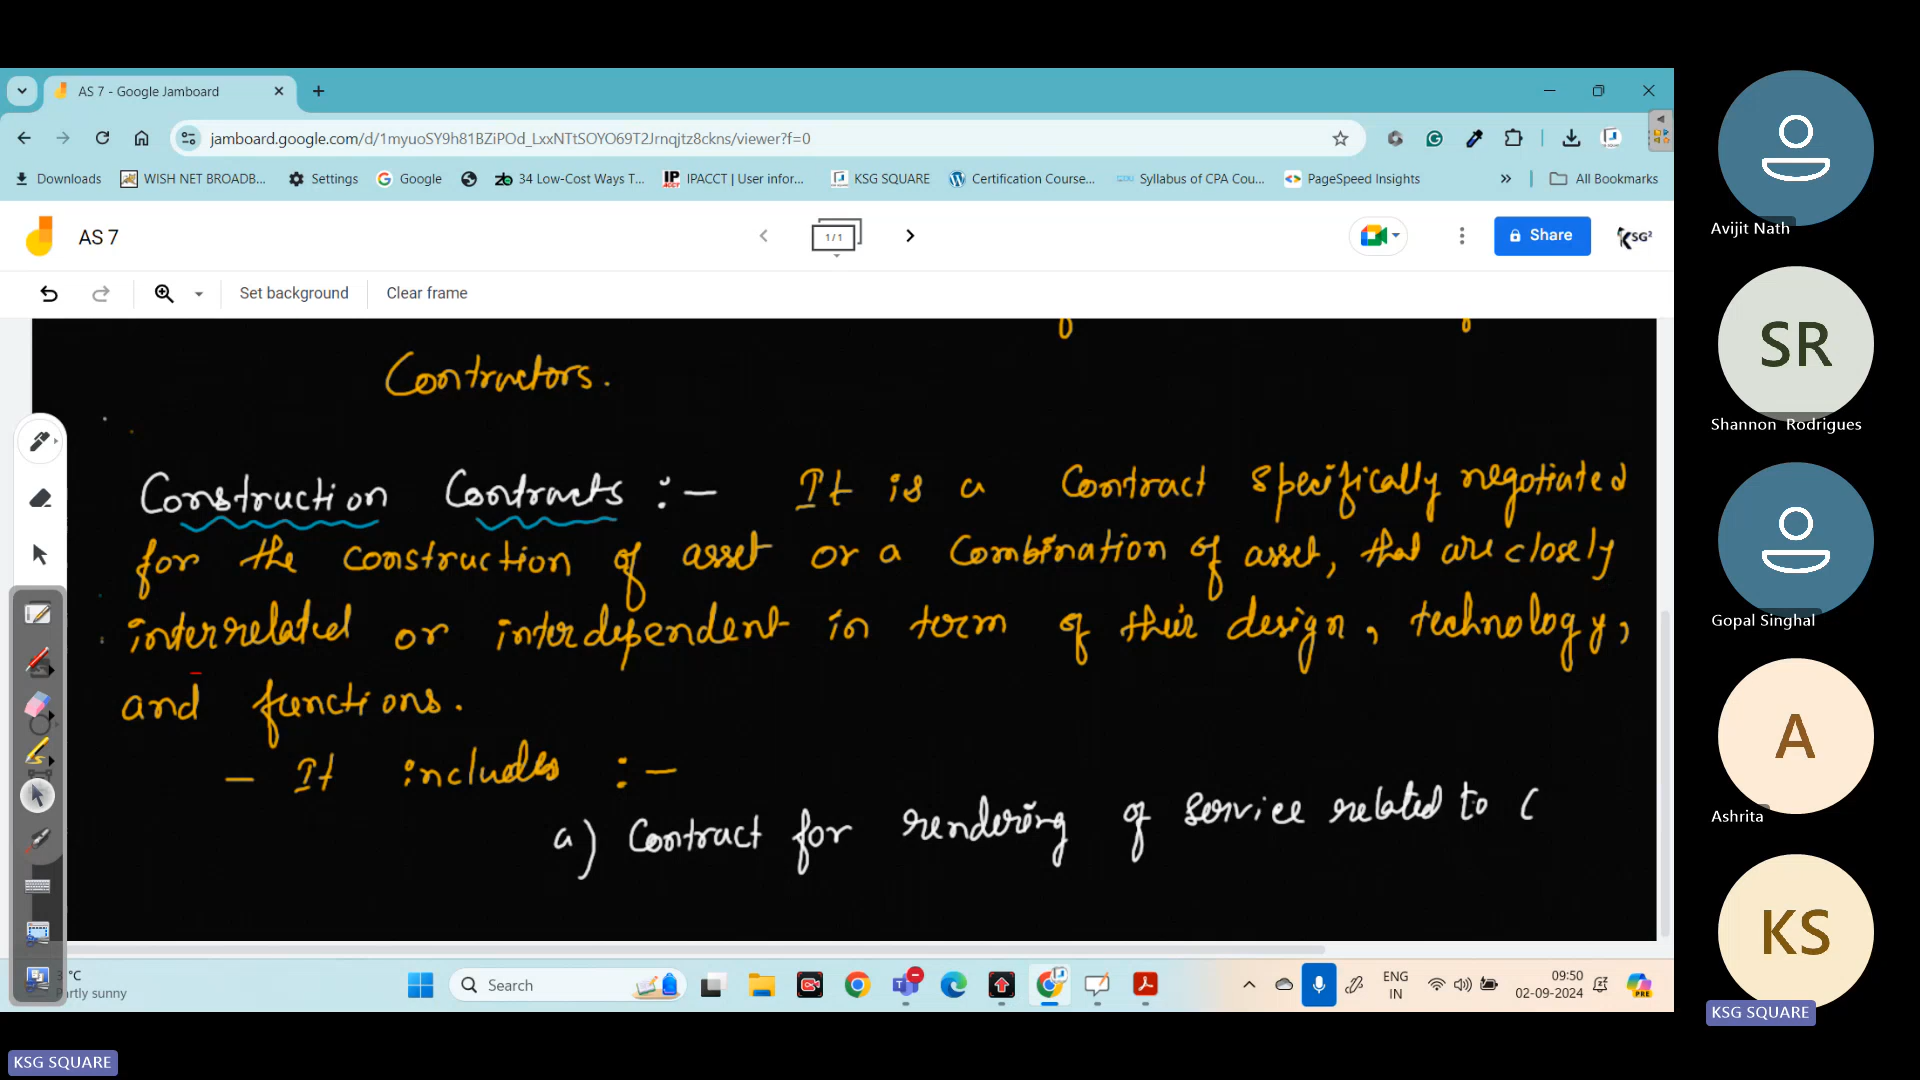 AS 7 - Google Jamboard
jamboard.google.com/d/1myuoSY9h81BZiPOd_LxxNTtSOYO69T2Jrnqjtz8ckns/viewer?f=0
Downloads WISH NET BROADB... Settings Google 34 Low-Cost Ways T... IPACCT | User infor... KSG SQUARE Certification Course... Syllabus of CPA Cou... PageSpeed Insights » All Bookmarks
AS 7 1/1 Share KSG²
Set background Clear frame
Contractors.
Construction Contracts :- It is a Contract specifically negotiated
for the construction of asset or a Combination of asset, that are closely
interrelated or interdependent in term of their design, technology,
and functions.
- It includes :-
a) Contract for rendering of service related to (
°C
Partly sunny
Search
ENG
IN
09:50
02-09-2024
Avijit Nath
SR
Shannon Rodrigues
Gopal Singhal
A
Ashrita
KS
KSG SQUARE
KSG SQUARE